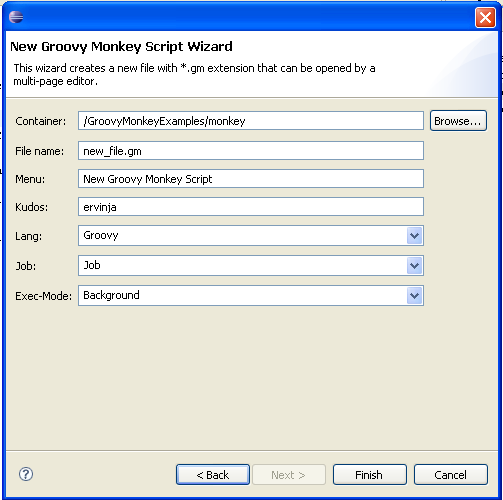 New Groovy Monkey Script Wizard
This wizard creates a new file with *.gm extension that can be opened by a
multi-page editor.
Container: /GroovyMonkeyExamples/monkey Browse...
File name: new_file.gm
Menu: New Groovy Monkey Script
Kudos: ervinja
Lang: Groovy
Job: Job
Exec-Mode: Background
? < Back Next > Finish Cancel